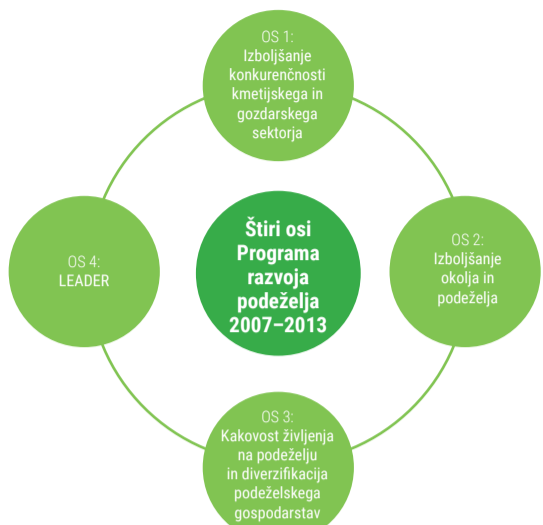 OS 1:
Izboljšanje
konkurenčnosti
kmetijskega in
gozdarskega
sektorja
Štiri osi
Programa
razvoja
podeželja
2007–2013
OS 2:
Izboljšanje
okolja in
podeželja
OS 4:
LEADER
OS 3:
Kakovost življenja
na podeželju
in diverzifikacija
podeželskega
gospodarstav